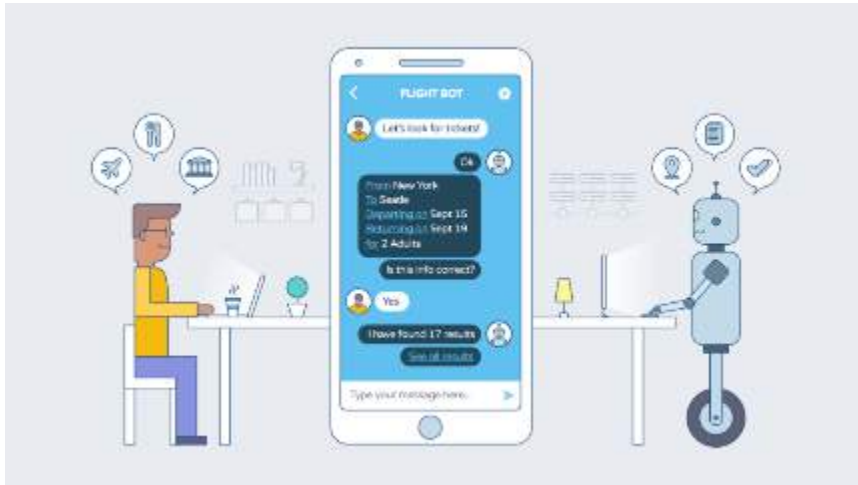 FLIGHT BOT
Let's look for tickets!
Ok
From New York
To Seatle
Departing on Sept 15
Returning on Sept 19
for 2 Adults
Is this info correct?
Yes
I have found 17 results
See all results
Type your message here..